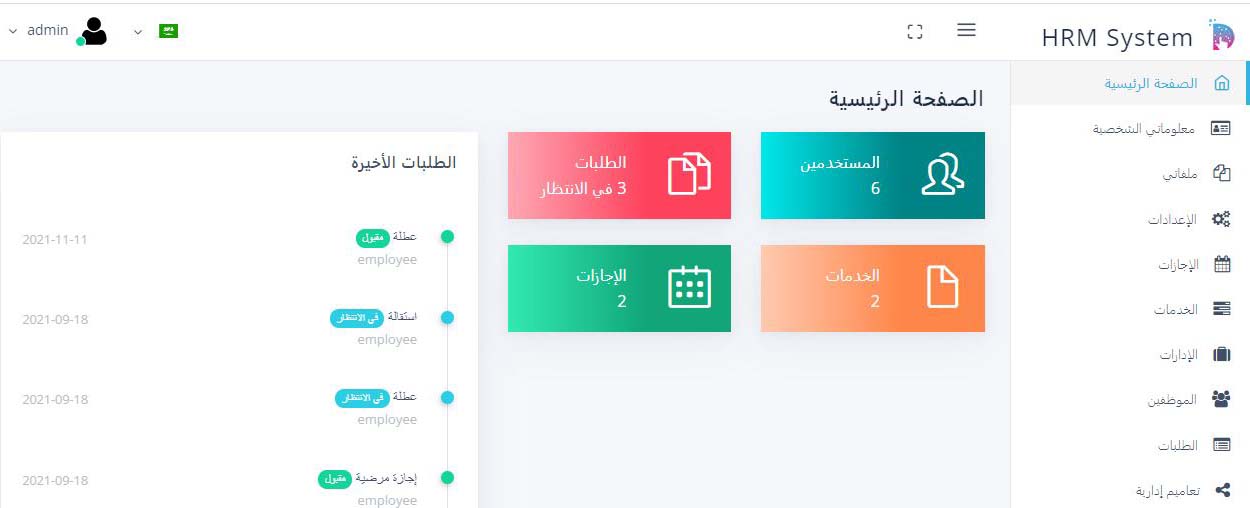 HRM System
admin
الصفحة الرئيسية
معلوماتي الشخصية
ملفاتي
الإعدادات
الإجازات
الخدمات
الإدارات
الموظفين
الطلبات
تعاميم إدارية
الصفحة الرئيسية
المستخدمين
6
الطلبات
3 في الانتظار
الخدمات
2
الإجازات
2
الطلبات الأخيرة
عطلة مقبول 2021-11-11
employee
استقالة في الانتظار 2021-09-18
employee
عطلة في الانتظار 2021-09-18
employee
إجازة مرضية مقبول 2021-09-18
employee